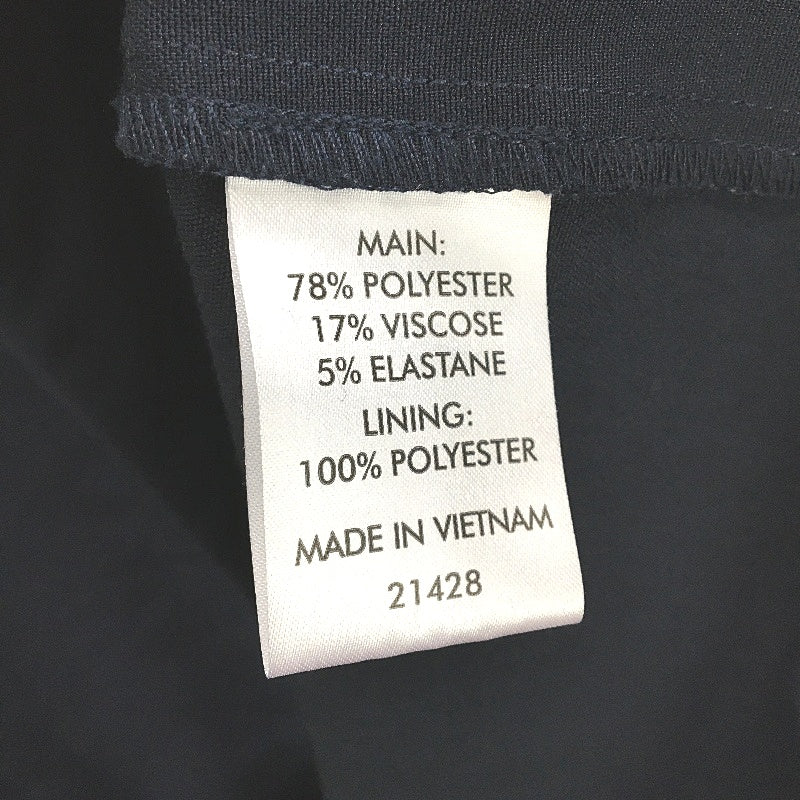 MAIN:
78% POLYESTER
17% VISCOSE
5% ELASTANE
LINING:
100% POLYESTER
MADE IN VIETNAM
21428